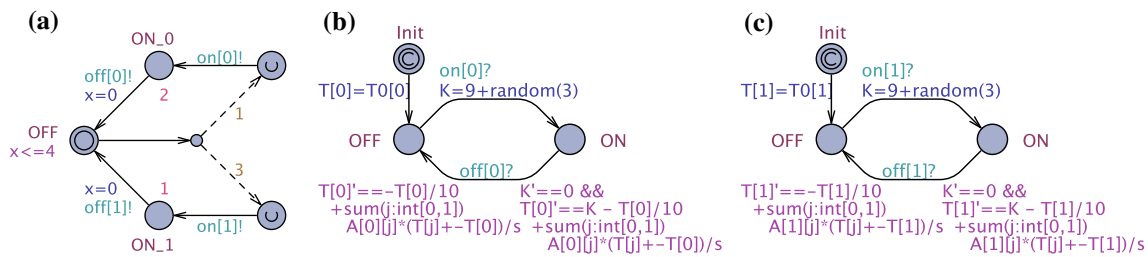 (a)
ON_0
on[0]!
off[0]!
x=0
2
1
OFF
x<=4
3
x=0
1
off[1]!
on[1]!
ON_1
(b)
Init
on[0]?
T[0]=T0[0]
K=9+random(3)
OFF
ON
off[0]?
T[0]'==-T[0]/10
+sum(j:int[0,1])
A[0][j]*(T[j]+-T[0])/s
K'==0 &&
T[0]'==K - T[0]/10
+sum(j:int[0,1])
A[0][j]*(T[j]+-T[0])/s
(c)
Init
on[1]?
T[1]=T0[1]
K=9+random(3)
OFF
ON
off[1]?
T[1]'==-T[1]/10
+sum(j:int[0,1])
A[1][j]*(T[j]+-T[1])/s
K'==0 &&
T[1]'==K - T[1]/10
+sum(j:int[0,1])
A[1][j]*(T[j]+-T[1])/s